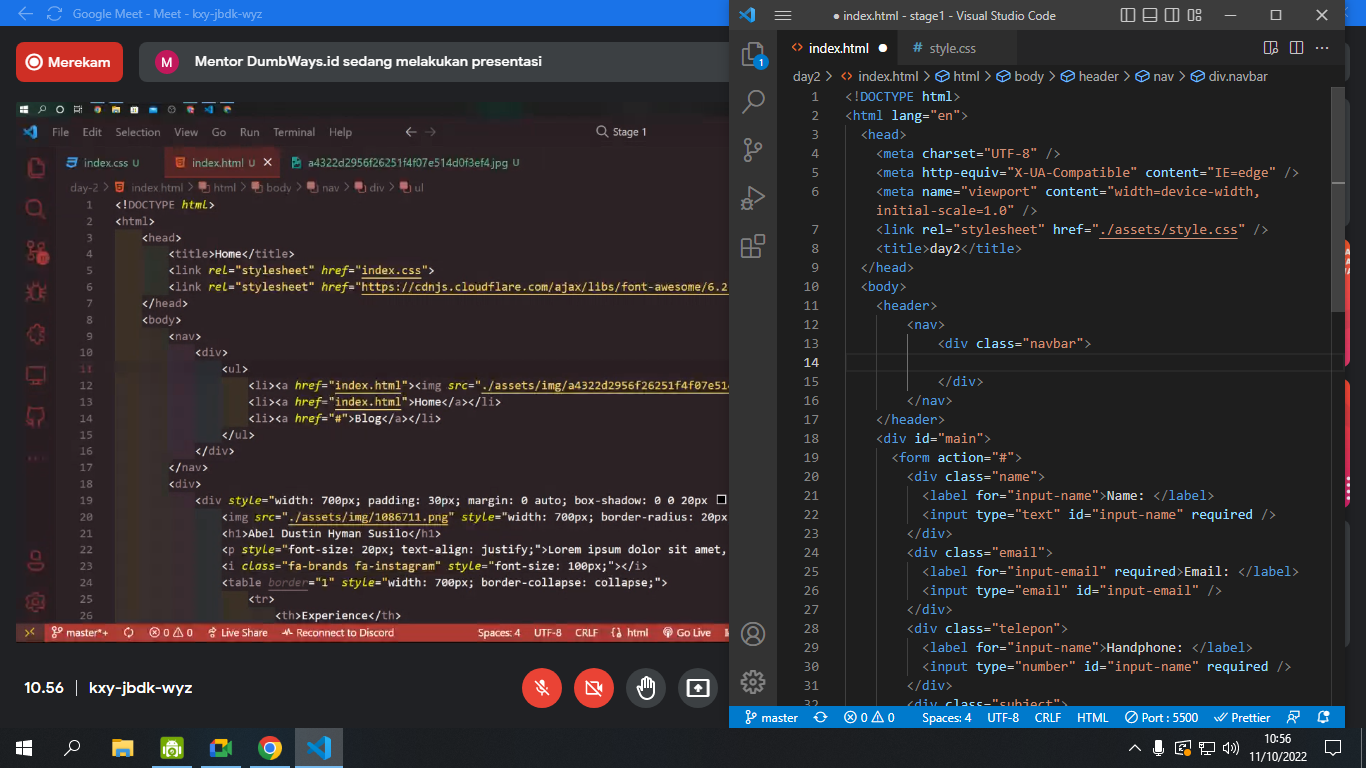 Google Meet - Meet - kxy-jbdk-wyz
Merekam
M
Mentor DumbWays.id sedang melakukan presentasi
File Edit Selection View Go Run Terminal Help
Stage 1
index.css U
index.html U
a4322d2956f26251f4f07e514d0f3ef4.jpg U
day-2 > index.html > html > body > nav > div > ul
1 <!DOCTYPE html>
2 <html>
3 <head>
4 <title>Home</title>
5 <link rel="stylesheet" href="index.css">
6 <link rel="stylesheet" href="https://cdnjs.cloudflare.com/ajax/libs/font-awesome/6.2
7 </head>
8 <body>
9 <nav>
10 <div>
11 <ul>
12 <li><a href="index.html"><img src="./assets/img/a4322d2956f26251f4f07e514
13 <li><a href="index.html">Home</a></li>
14 <li><a href="#">Blog</a></li>
15 </ul>
16 </div>
17 </nav>
18 <div>
19 <div style="width: 700px; padding: 30px; margin: 0 auto; box-shadow: 0 0 20px
20 <img src="./assets/img/1086711.png" style="width: 700px; border-radius: 20px
21 <h1>Abel Dustin Hyman Susilo</h1>
22 <p style="font-size: 20px; text-align: justify;">Lorem ipsum dolor sit amet,
23 <i class="fa-brands fa-instagram" style="font-size: 100px;"></i>
24 <table border="1" style="width: 700px; border-collapse: collapse;">
25 <tr>
26 <th>Experience</th>
master*+ 0 0 Live Share Reconnect to Discord Spaces: 4 UTF-8 CRLF html Go Live
10.56 | kxy-jbdk-wyz
● index.html - stage1 - Visual Studio Code
1
index.html ●
# style.css
day2 > index.html > html > body > header > nav > div.navbar
1 <!DOCTYPE html>
2 <html lang="en">
3 <head>
4 <meta charset="UTF-8" />
5 <meta http-equiv="X-UA-Compatible" content="IE=edge" />
6 <meta name="viewport" content="width=device-width,
initial-scale=1.0" />
7 <link rel="stylesheet" href="./assets/style.css" />
8 <title>day2</title>
9 </head>
10 <body>
11 <header>
12 <nav>
13 <div class="navbar">
14
15 </div>
16 </nav>
17 </header>
18 <div id="main">
19 <form action="#">
20 <div class="name">
21 <label for="input-name">Name: </label>
22 <input type="text" id="input-name" required />
23 </div>
24 <div class="email">
25 <label for="input-email" required>Email: </label>
26 <input type="email" id="input-email" />
27 </div>
28 <div class="telepon">
29 <label for="input-name">Handphone: </label>
30 <input type="number" id="input-name" required />
31 </div>
32 <div class="subject">
master 0 0 Spaces: 4 UTF-8 CRLF HTML Port : 5500 Prettier
10:56
11/10/2022